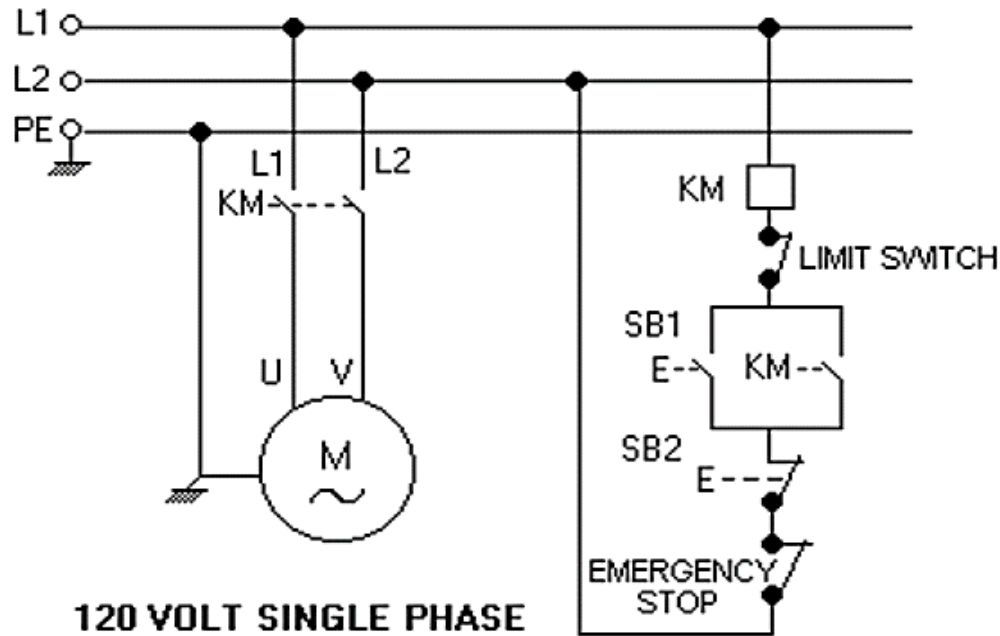 L1
L2
PE
L1 L2
KM
KM
LIMIT SWITCH
SB1
E
KM
U V
M
SB2
E
EMERGENCY
STOP
120 VOLT SINGLE PHASE